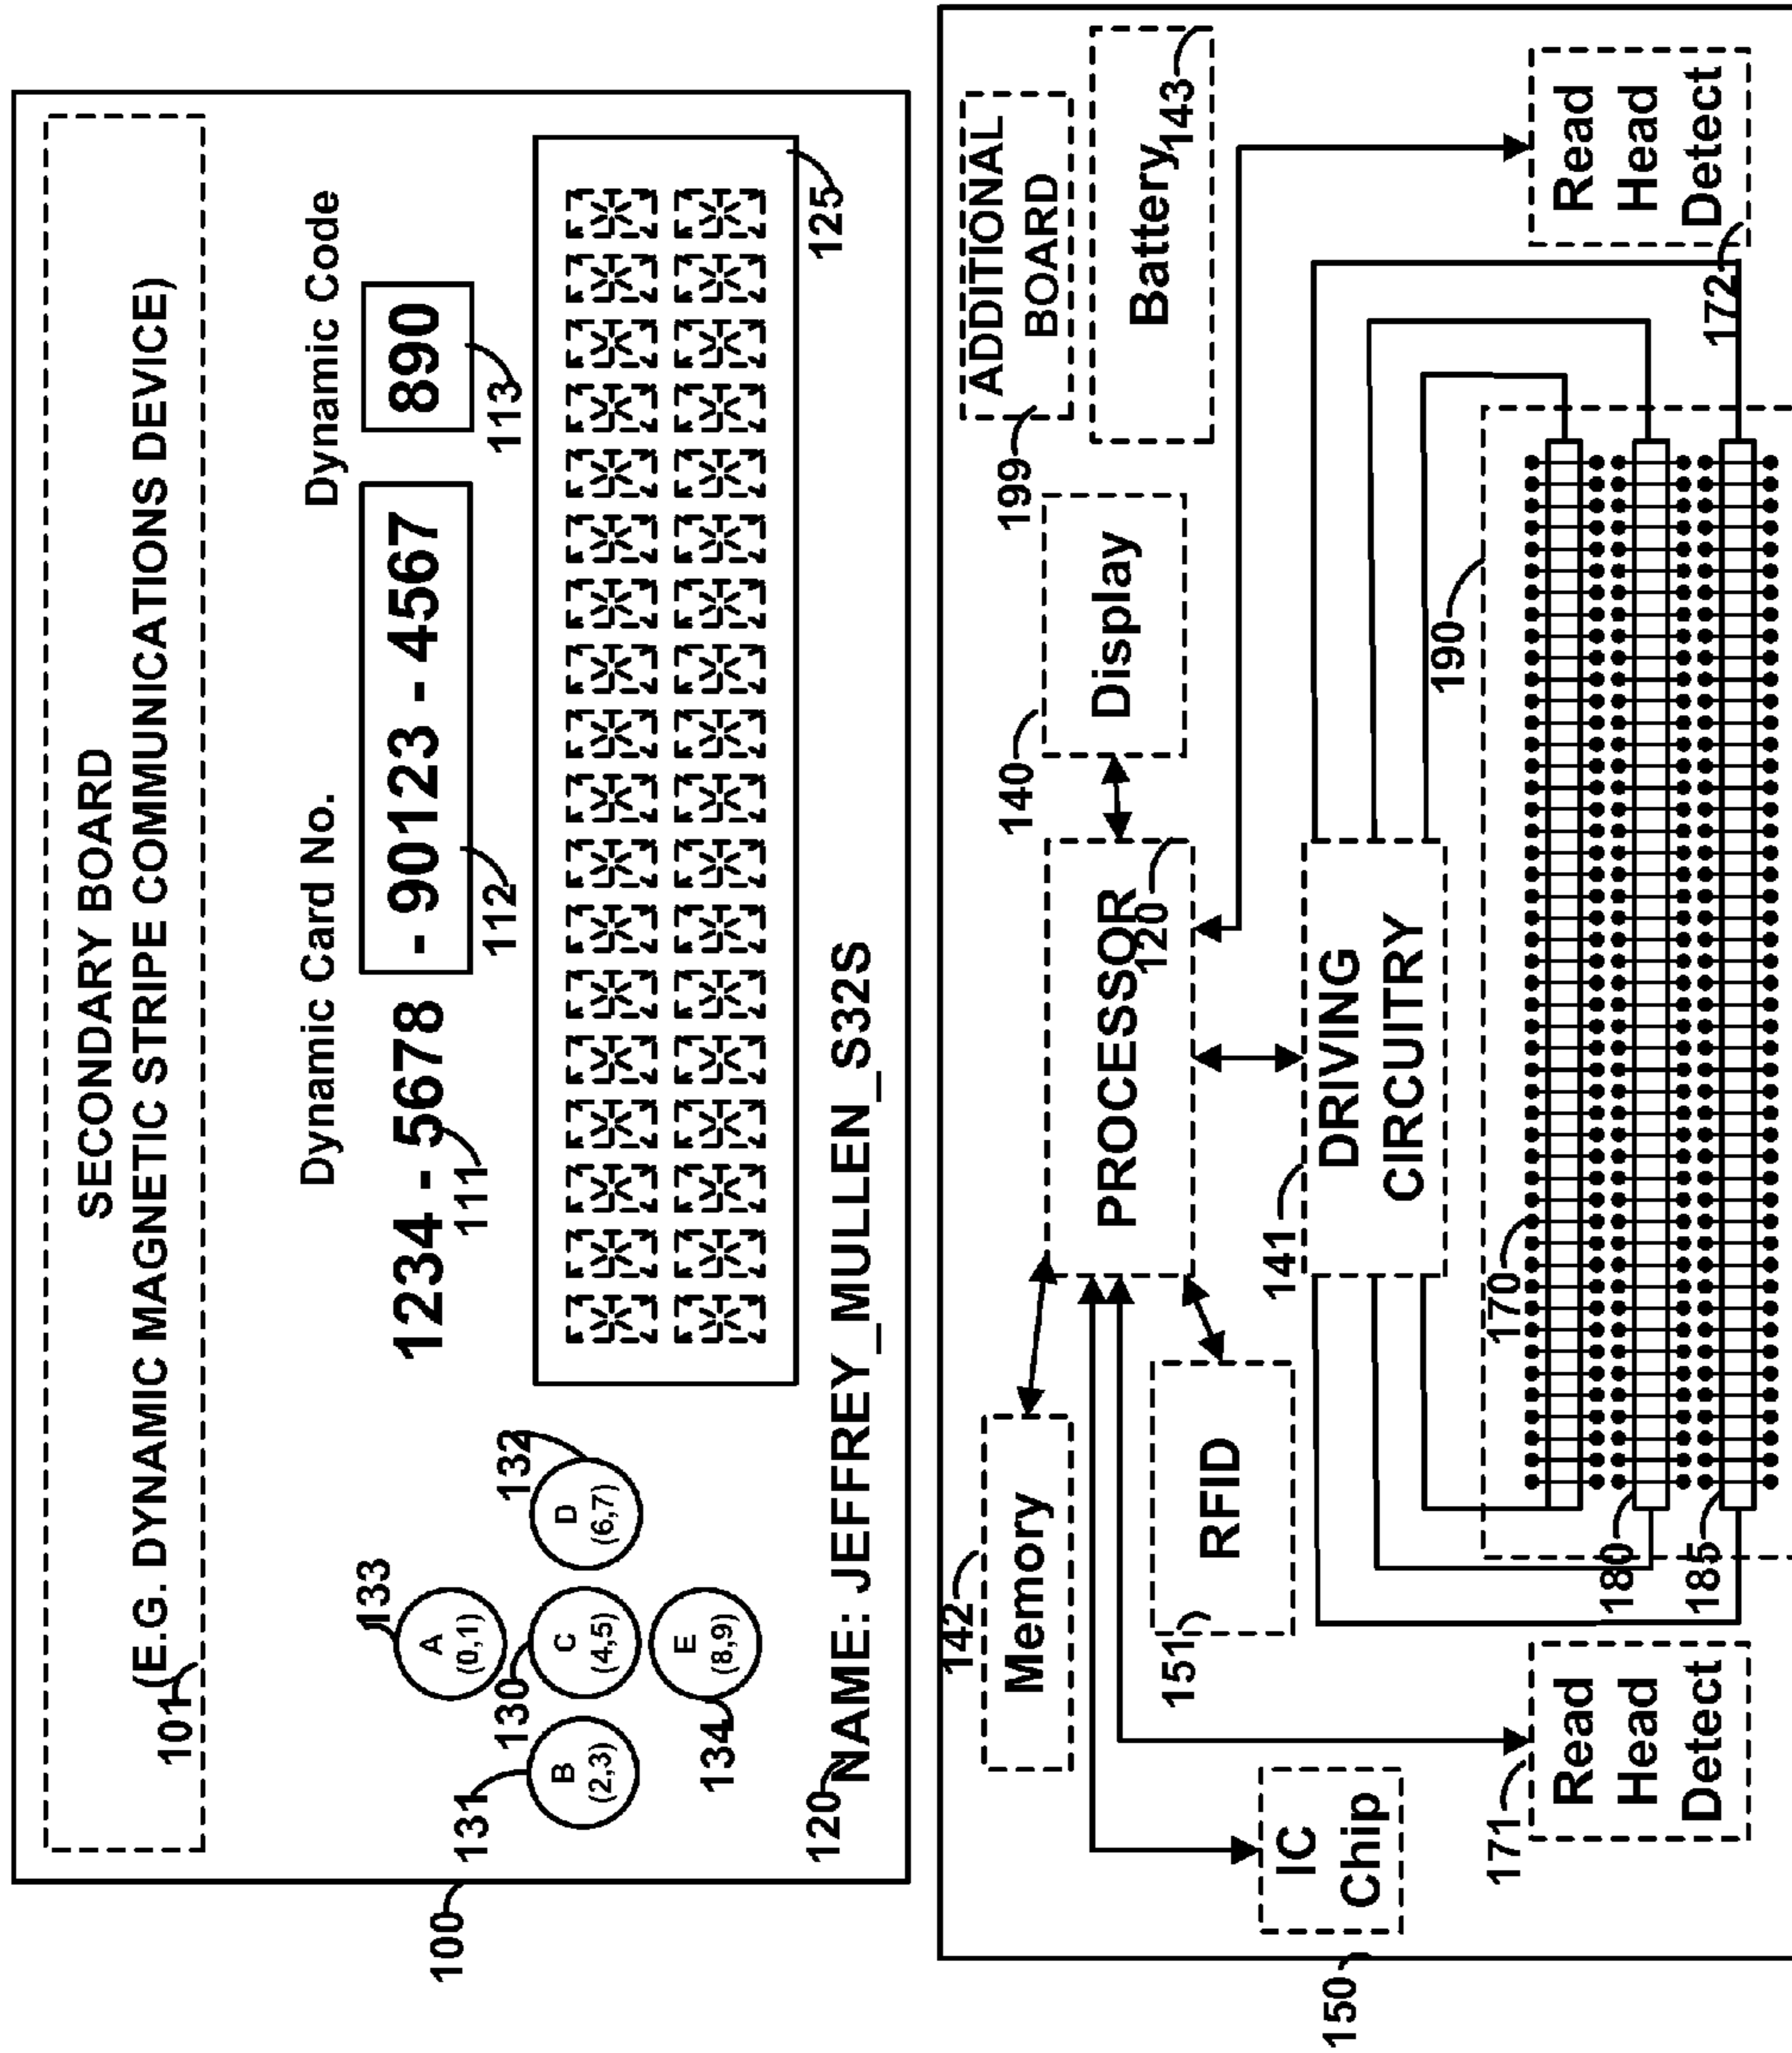 SECONDARY BOARD
(E.G. DYNAMIC MAGNETIC STRIPE COMMUNICATIONS DEVICE)
101
Dynamic Card No.
Dynamic Code
1234 - 5678
- 90123 - 4567
890
111
112
113
133
A
(0,1)
131
B
(2,3)
130
C
(4,5)
132
D
(6,7)
134
E
(8,9)
125
120
NAME: JEFFREY_MULLEN_S32S
100
142
Memory
140
Display
199
ADDITIONAL
BOARD
Battery
143
PROCESSOR
120
151
RFID
150
IC
Chip
141
DRIVING
CIRCUITRY
171
Read
Head
Detect
170
180
185
190
172
Read
Head
Detect